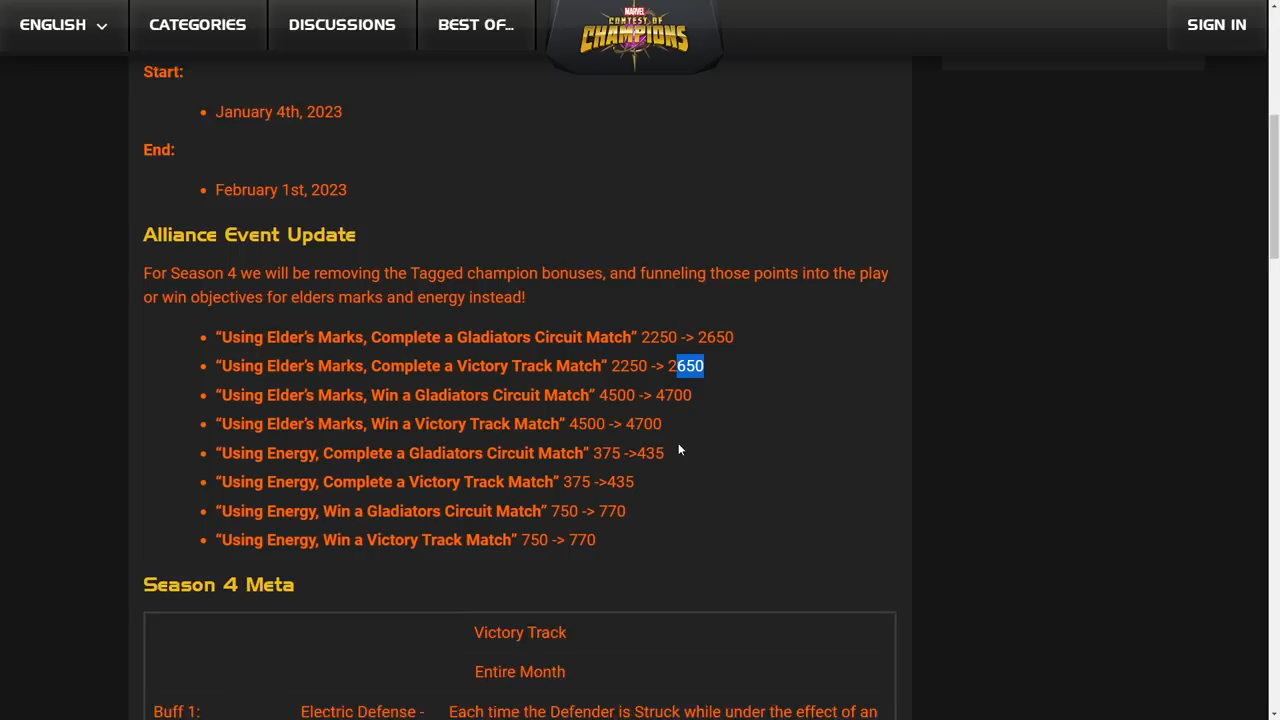 ENGLISH CATEGORIES DISCUSSIONS BEST OF... MARVEL CONTEST OF CHAMPIONS SIGN IN
Start:
• January 4th, 2023
End:
• February 1st, 2023
Alliance Event Update
For Season 4 we will be removing the Tagged champion bonuses, and funneling those points into the play
or win objectives for elders marks and energy instead!
• “Using Elder’s Marks, Complete a Gladiators Circuit Match” 2250 -> 2650
• “Using Elder’s Marks, Complete a Victory Track Match” 2250 -> 2650
• “Using Elder’s Marks, Win a Gladiators Circuit Match” 4500 -> 4700
• “Using Elder’s Marks, Win a Victory Track Match” 4500 -> 4700
• “Using Energy, Complete a Gladiators Circuit Match” 375 ->435
• “Using Energy, Complete a Victory Track Match” 375 ->435
• “Using Energy, Win a Gladiators Circuit Match” 750 -> 770
• “Using Energy, Win a Victory Track Match” 750 -> 770
Season 4 Meta
Victory Track
Entire Month
Buff 1: Electric Defense - Each time the Defender is Struck while under the effect of an